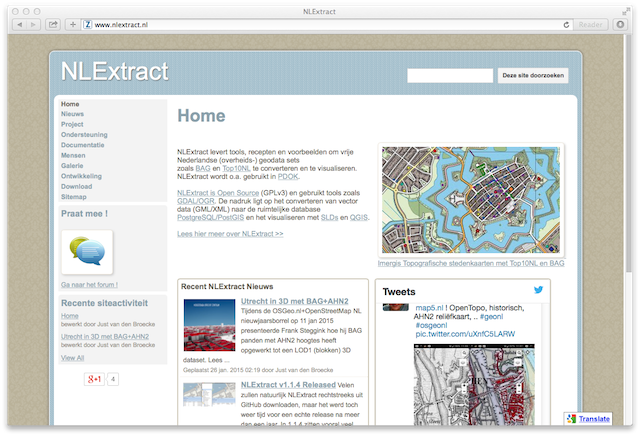 NLExtract
www.nlextract.nl
Reader
NLExtract
Deze site doorzoeken
Home
Nieuws
Project
Ondersteuning
Documentatie
Mensen
Galerie
Ontwikkeling
Download
Sitemap
Praat mee !
Ga naar het forum !
Recente siteactiviteit
Home
bewerkt door Just van den Broecke
Utrecht in 3D met BAG+AHN2
bewerkt door Just van den Broecke
View All
g+1
4
Home
NLExtract levert tools, recepten en voorbeelden om vrije
Nederlandse (overheids-) geodata sets
zoals BAG en Top10NL te converteren en te visualiseren.
NLExtract wordt o.a. gebruikt in PDOK.
NLExtract is Open Source (GPLv3) en gebruikt tools zoals
GDAL/OGR. De nadruk ligt op het converteren van vector
data (GML/XML) naar de ruimtelijke database
PostgreSQL/PostGIS en het visualiseren met SLDs en QGIS.
Lees hier meer over NLExtract >>
Imergis Topografische stedenkaarten met Top10NL en BAG
Recent NLExtract Nieuws
Utrecht in 3D met BAG+AHN2
Tijdens de OSGeo.nl+OpenStreetMap NL
nieuwjaarsborrel op 11 jan 2015
presenteerde Frank Steggink hoe hij BAG
panden met AHN2 hoogtes heeft
opgewerkt tot een LOD1 (blokken) 3D
dataset. Lees ...
Geplaatst 26 jan. 2015 02:19 door Just van den Broecke
NLExtract v1.1.4 Released Velen
zullen natuurlijk NLExtract rechtstreeks uit
GitHub downloaden, maar het werd toch
weer tijd voor een echte release na meer
dan een jaar. In 1.1.4 zitten vooral veel
Tweets
map5.nl ! OpenTopo, historisch,
AHN2 reliëfkaart, .. #geonl
#osgeonl
pic.twitter.com/uXnfC5LARW
Translate